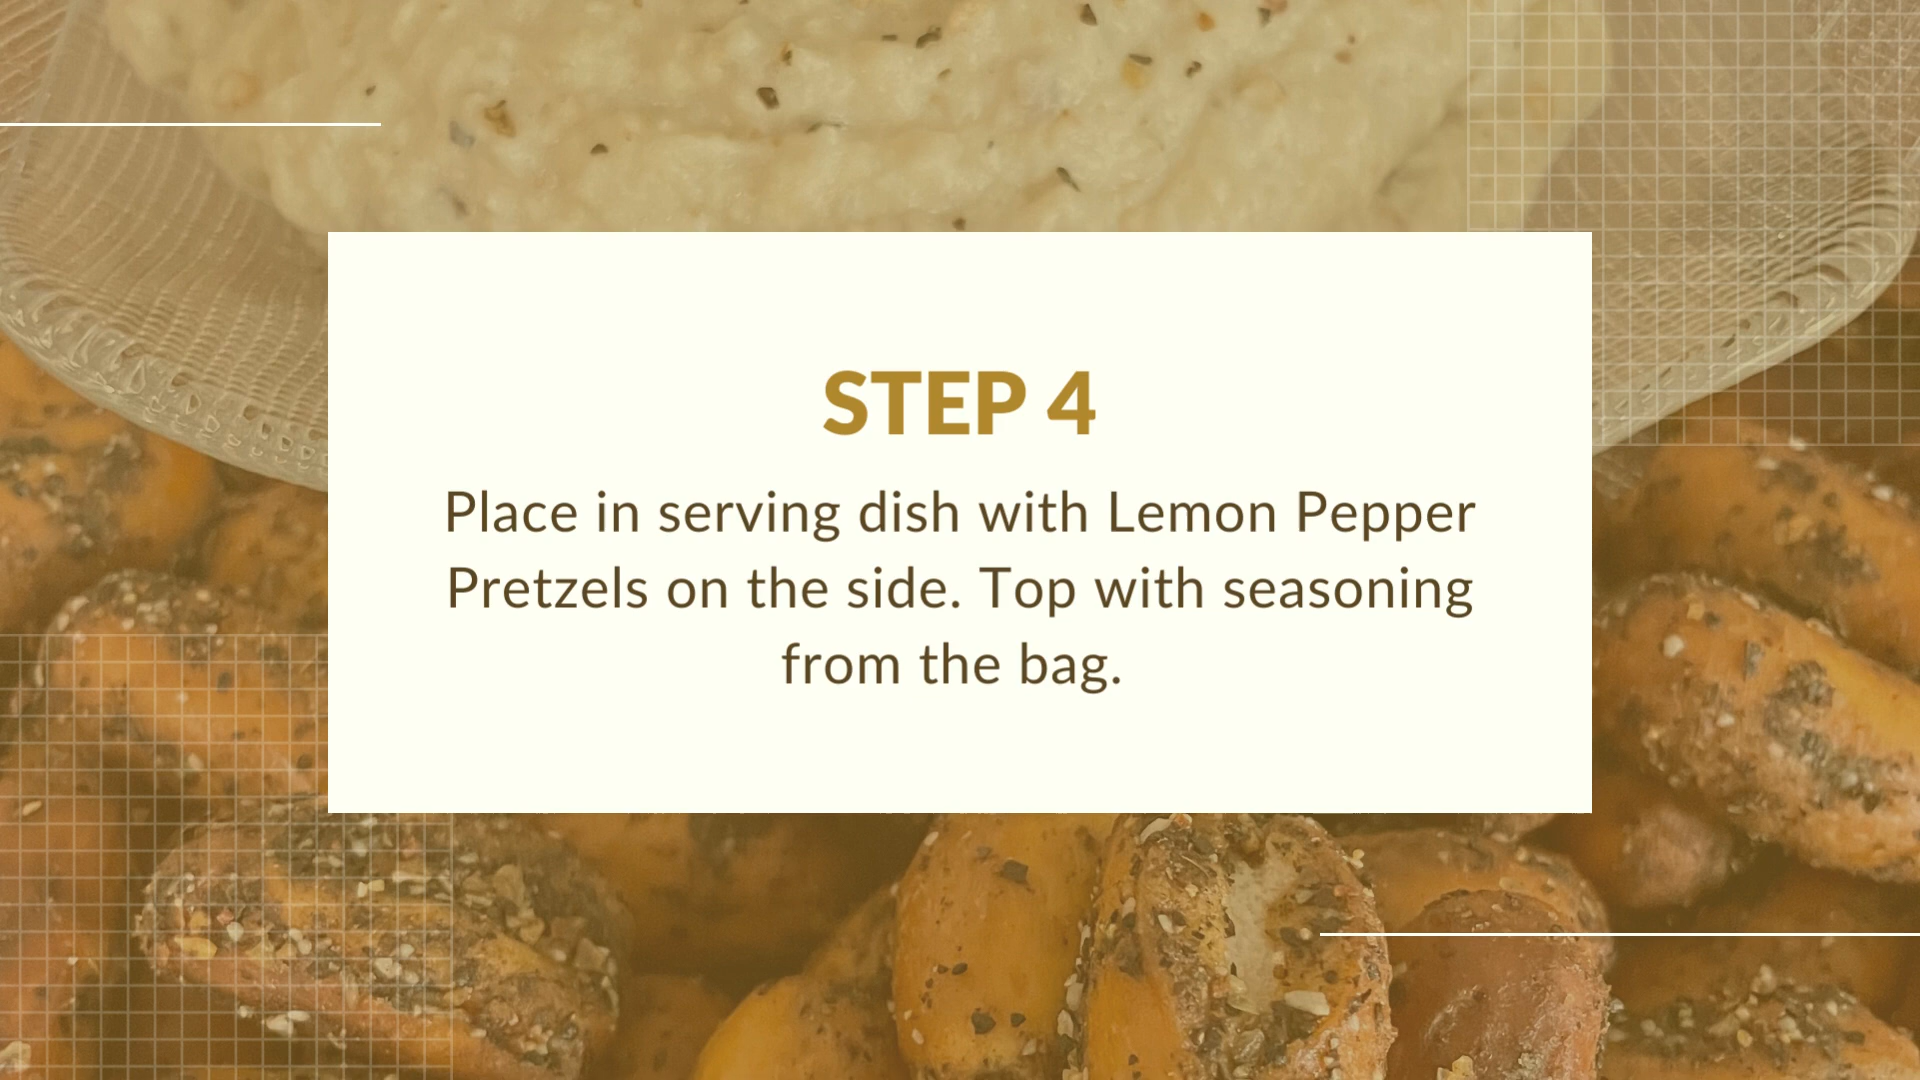 STEP 4
Place in serving dish with Lemon Pepper
Pretzels on the side. Top with seasoning
from the bag.